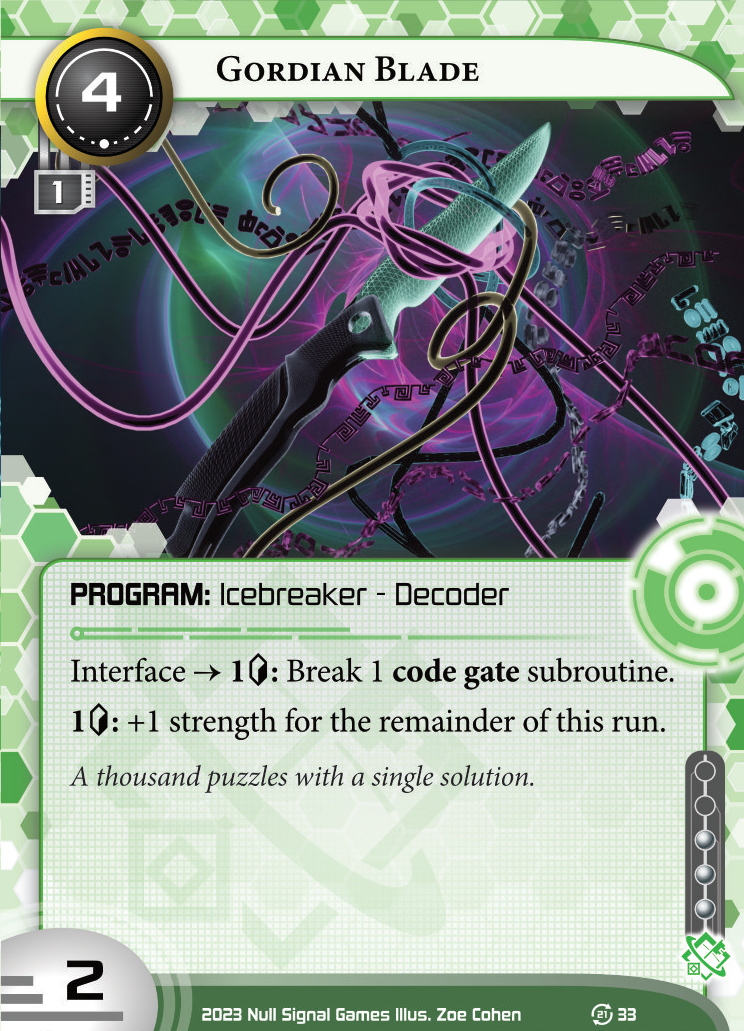 Gordian Blade
4
1
PROGRAM: Icebreaker - Decoder
Interface → 1: Break 1 code gate subroutine.
1: +1 strength for the remainder of this run.
A thousand puzzles with a single solution.
2
2023 Null Signal Games Illus. Zoe Cohen
21 33